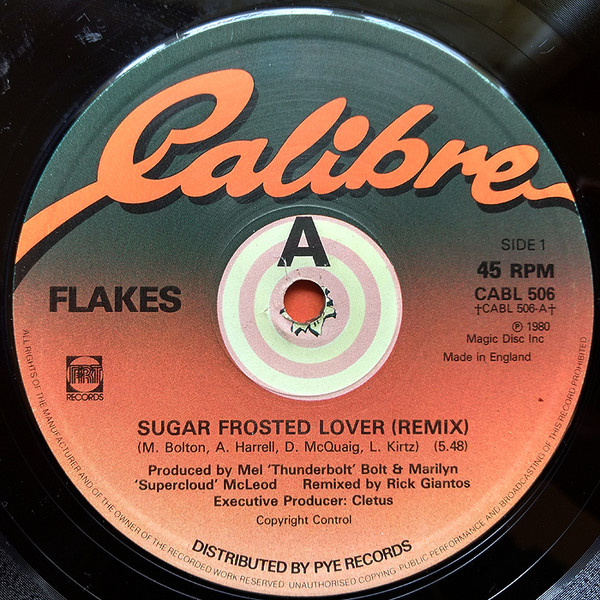 Calibre
A
SIDE 1
45 RPM
CABL 506
†CABL 506-A†
℗ 1980
Magic Disc Inc
Made in England
FLAKES
PRT
RECORDS
SUGAR FROSTED LOVER (REMIX)
(M. Bolton, A. Harrell, D. McQuaig, L. Kirtz) (5.48)
Produced by Mel 'Thunderbolt' Bolt & Marilyn
'Supercloud' McLeod Remixed by Rick Giantos
Executive Producer: Cletus
Copyright Control
DISTRIBUTED BY PYE RECORDS
ALL RIGHTS OF THE MANUFACTURER AND OF THE OWNER OF THE RECORDED WORK RESERVED. UNAUTHORISED COPYING, PUBLIC PERFORMANCE AND BROADCASTING OF THIS RECORD PROHIBITED